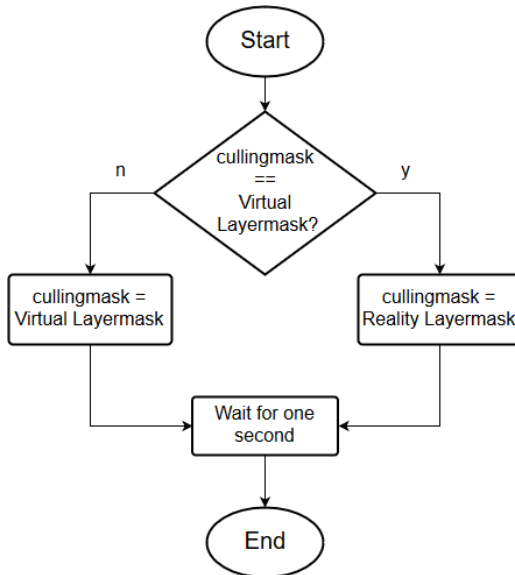 Start
cullingmask
==
Virtual
Layermask?
n
y
cullingmask =
Virtual Layermask
cullingmask =
Reality Layermask
Wait for one
second
End